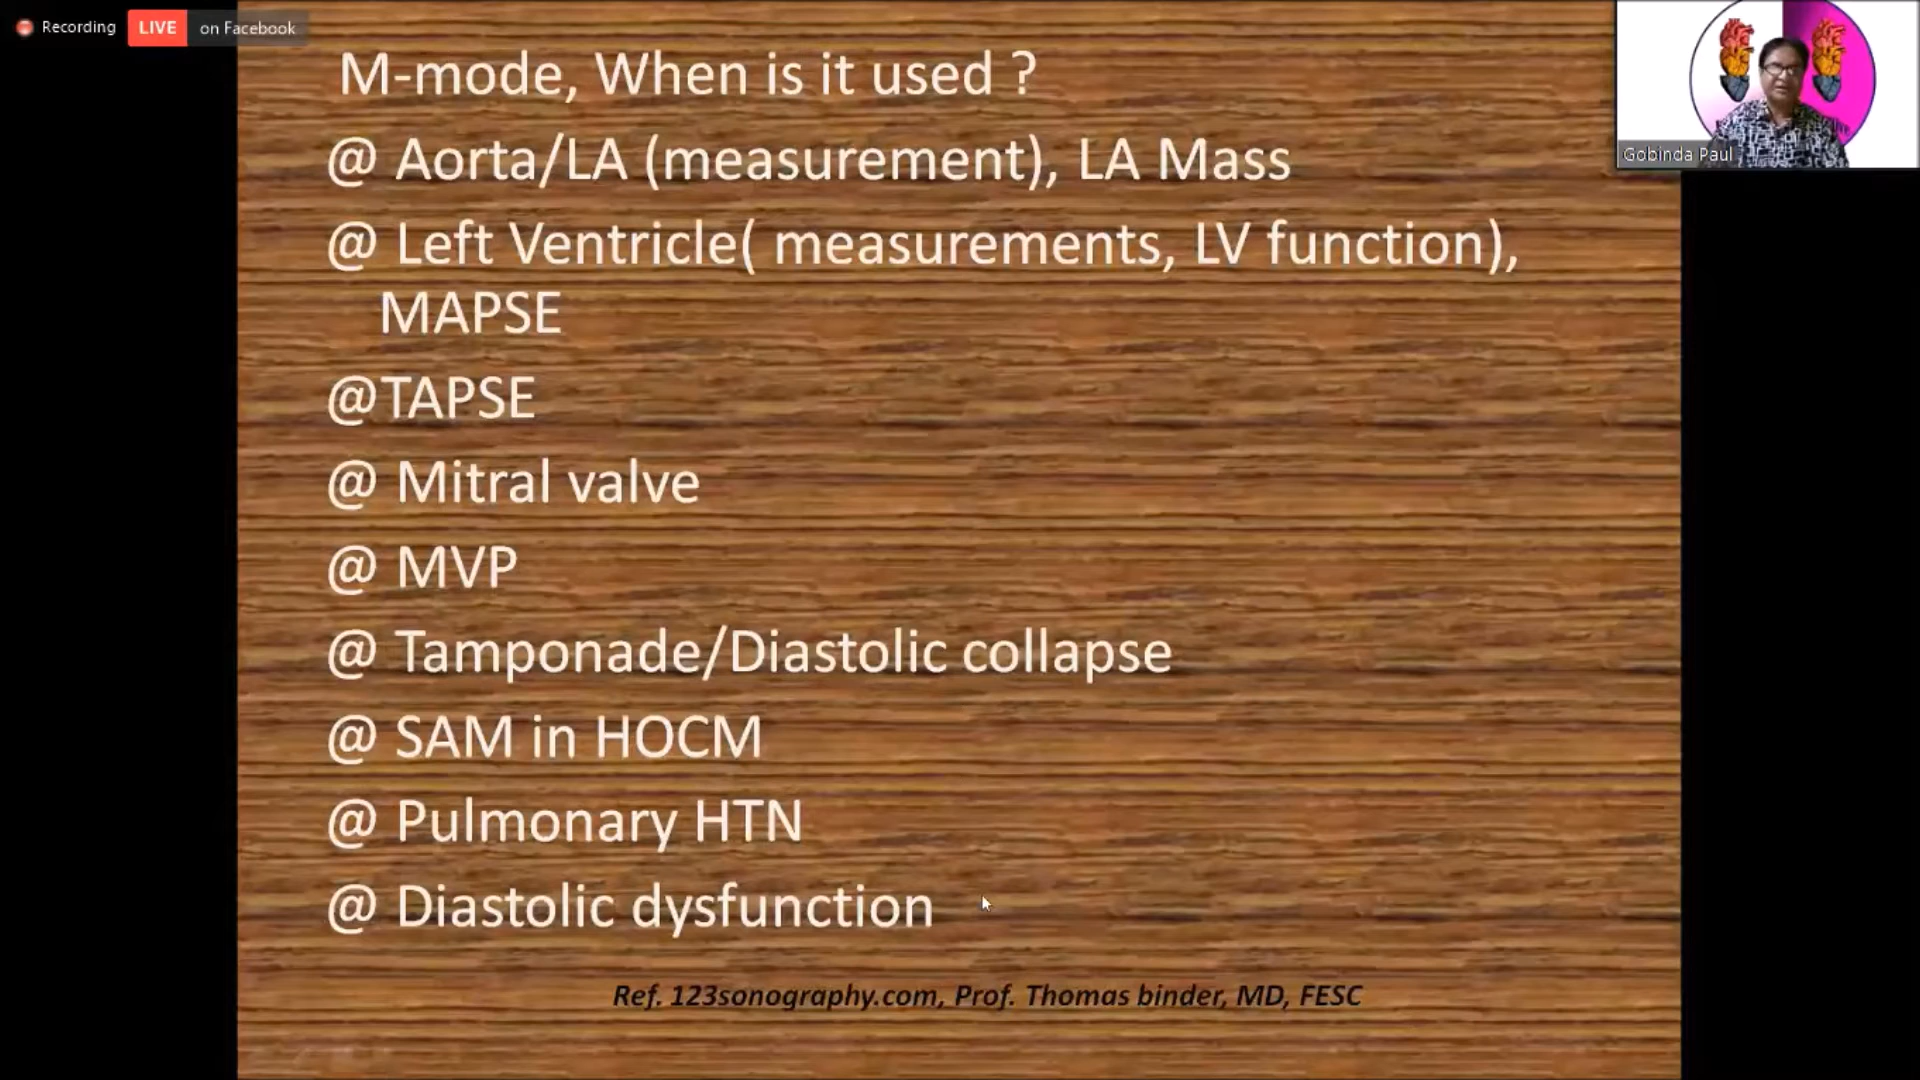 Recording LIVE on Facebook
M-mode, When is it used ?
@ Aorta/LA (measurement), LA Mass
@ Left Ventricle( measurements, LV function),
MAPSE
@TAPSE
@ Mitral valve
@ MVP
@ Tamponade/Diastolic collapse
@ SAM in HOCM
@ Pulmonary HTN
@ Diastolic dysfunction
Ref. 123sonography.com, Prof. Thomas binder, MD, FESC
Gobinda Paul